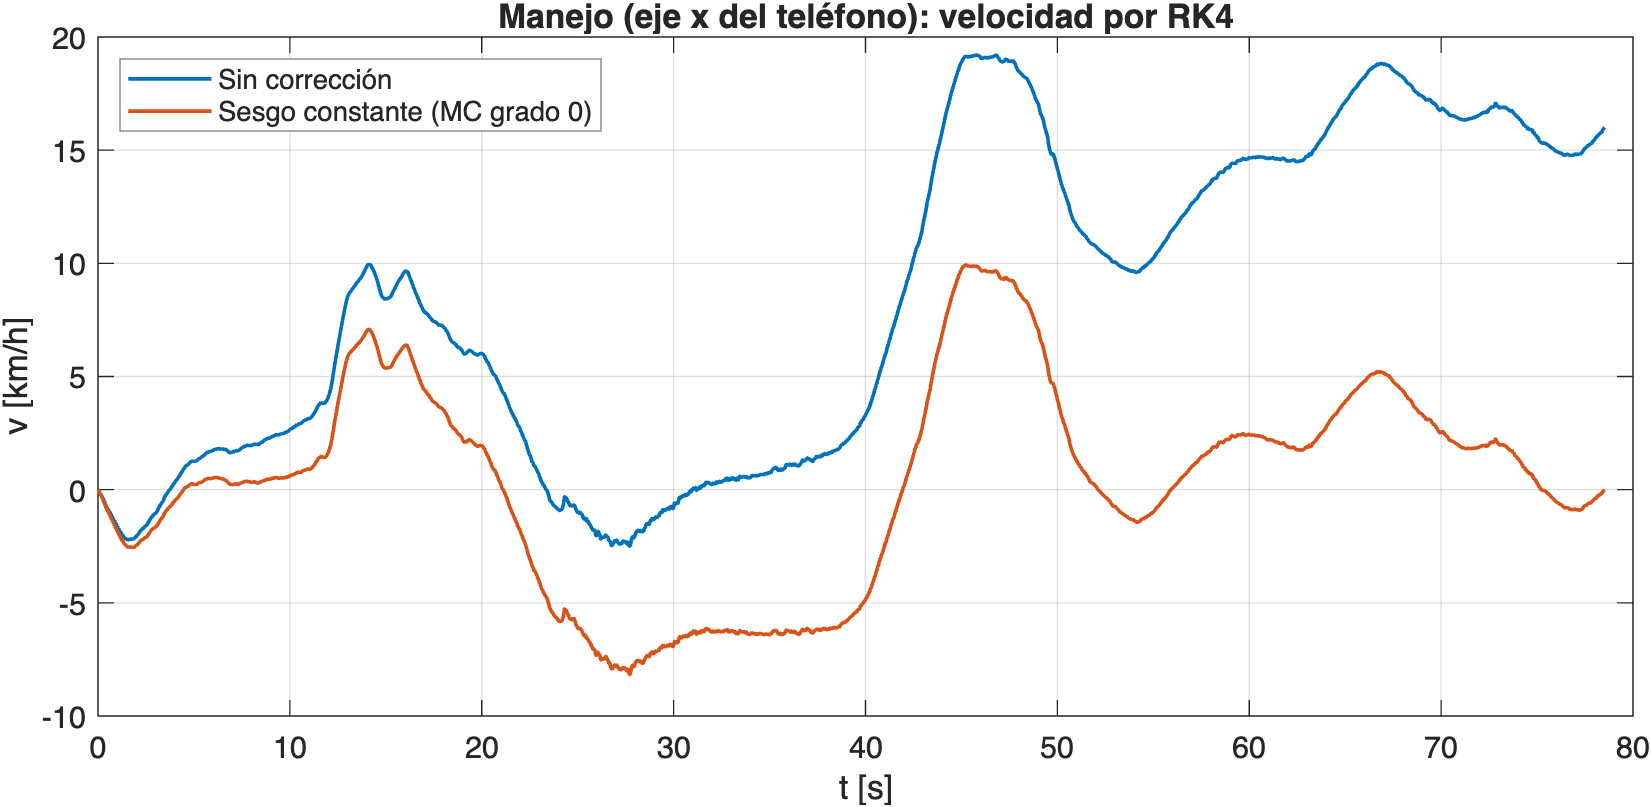 Manejo (eje x del teléfono): velocidad por RK4
Sin corrección
Sesgo constante (MC grado 0)
v [km/h]
20
15
10
5
0
-5
-10
0 10 20 30 40 50 60 70 80
t [s]